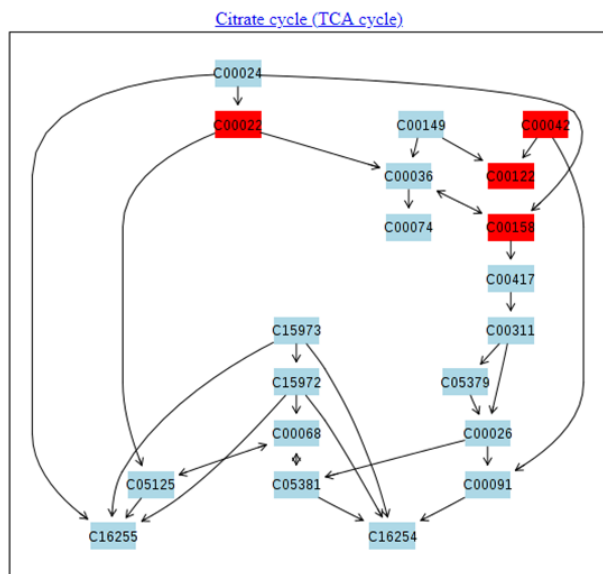 Citrate cycle (TCA cycle)
C00024
C00022
C00149
C00042
C00036
C00122
C00074
C00158
C00417
C15973
C00311
C15972
C05379
C00068
C00026
C05125
C05381
C00091
C16255
C16254